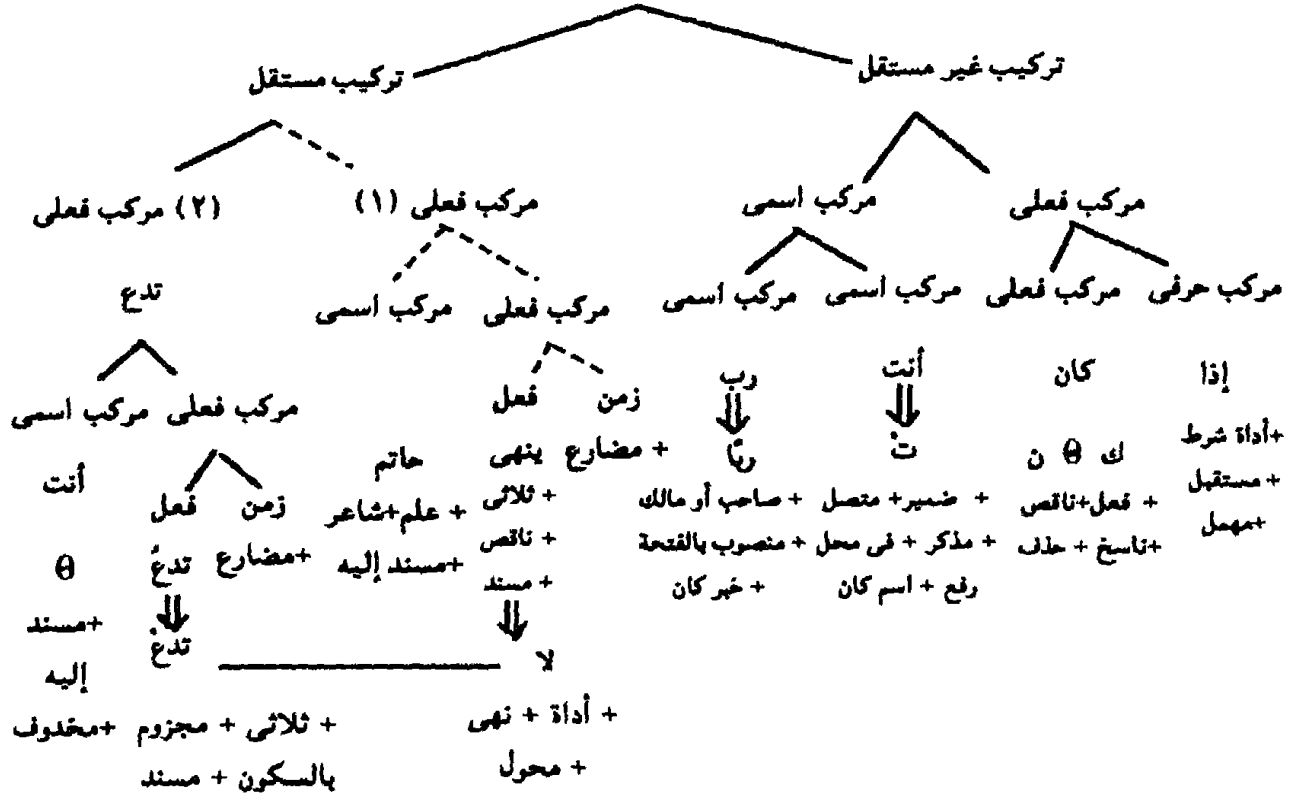 تركيب غير مستقل
تركيب مستقل
مركب فعلى
مركب اسمى
مركب فعلى (١)
(٢) مركب فعلى
مركب حرفى
مركب فعلى
مركب اسمى
مركب اسمى
مركب فعلى
مركب اسمى
تدع
إذا
كان
أنت
رب
زمن
فعل
مركب فعلى
مركب اسمى
+أداة شرط
+ مستقبل
+مهمل
ك θ ن
+ فعل+ناقص
+ناسخ + حذف
تْ
+ ضمير+ متصل
+ مذكر + فى محل
رفع + اسم كان
ربًّا
+ صاحب أو مالك
+ منصوب بالفتحة
+ خبر كان
+ مضارع
ينهى
+ ثلاثى
+ ناقص
+ مسند
حاتم
+ علم+شاعر
+مسند إليه
زمن
فعل
أنت
+مضارع
تدعُ
θ
تدعْ
+مسند
إليه
+محذوف
لا
+ أداة + نهى
+ محول
+ ثلاثى + مجزوم
بالسكون + مسند